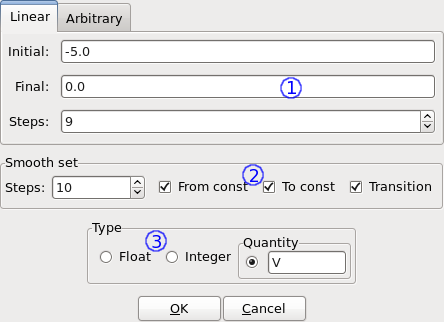 Linear Arbitrary
Initial: -5.0
Final: 0.0
1
Steps: 9
Smooth set
2
Steps: 10 From const To const Transition
Type
3
Float Integer Quantity
V
OK Cancel